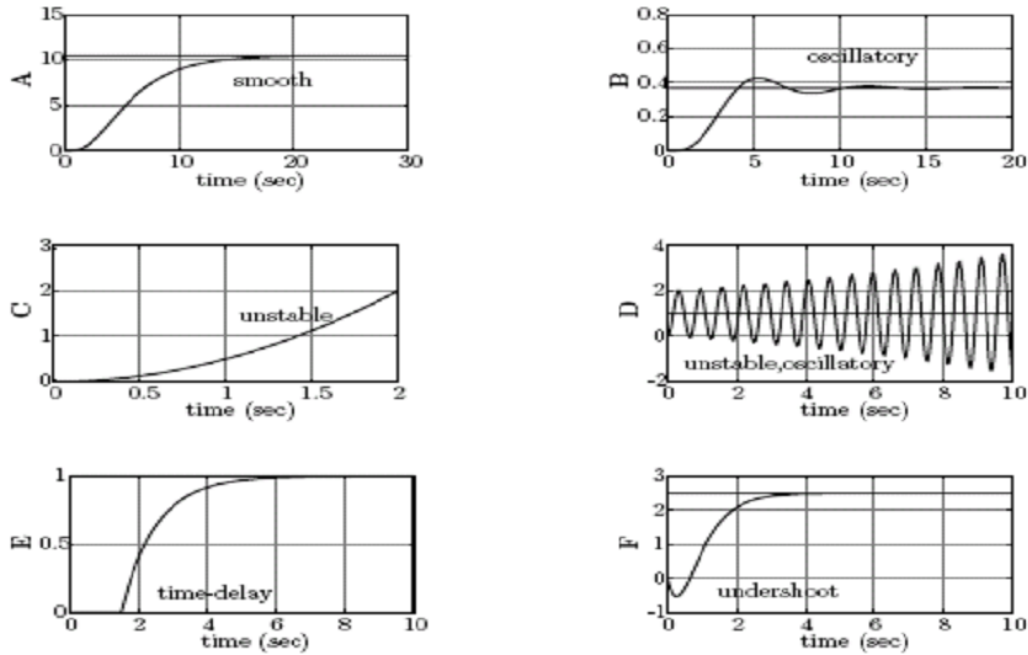 15
10
5
0
A
smooth
0 10 20 30
time (sec)
0.8
0.6
0.4
0.2
0
B
oscillatory
0 5 10 15 20
time (sec)
3
2
1
0
C
unstable
0 0.5 1 1.5 2
time (sec)
4
2
0
-2
D
unstable,oscillatory
0 2 4 6 8 10
time (sec)
1
0.5
0
E
time-delay
0 2 4 6 8 10
time (sec)
3
2
1
0
-1
F
undershoot
0 2 4 6 8 10
time (sec)